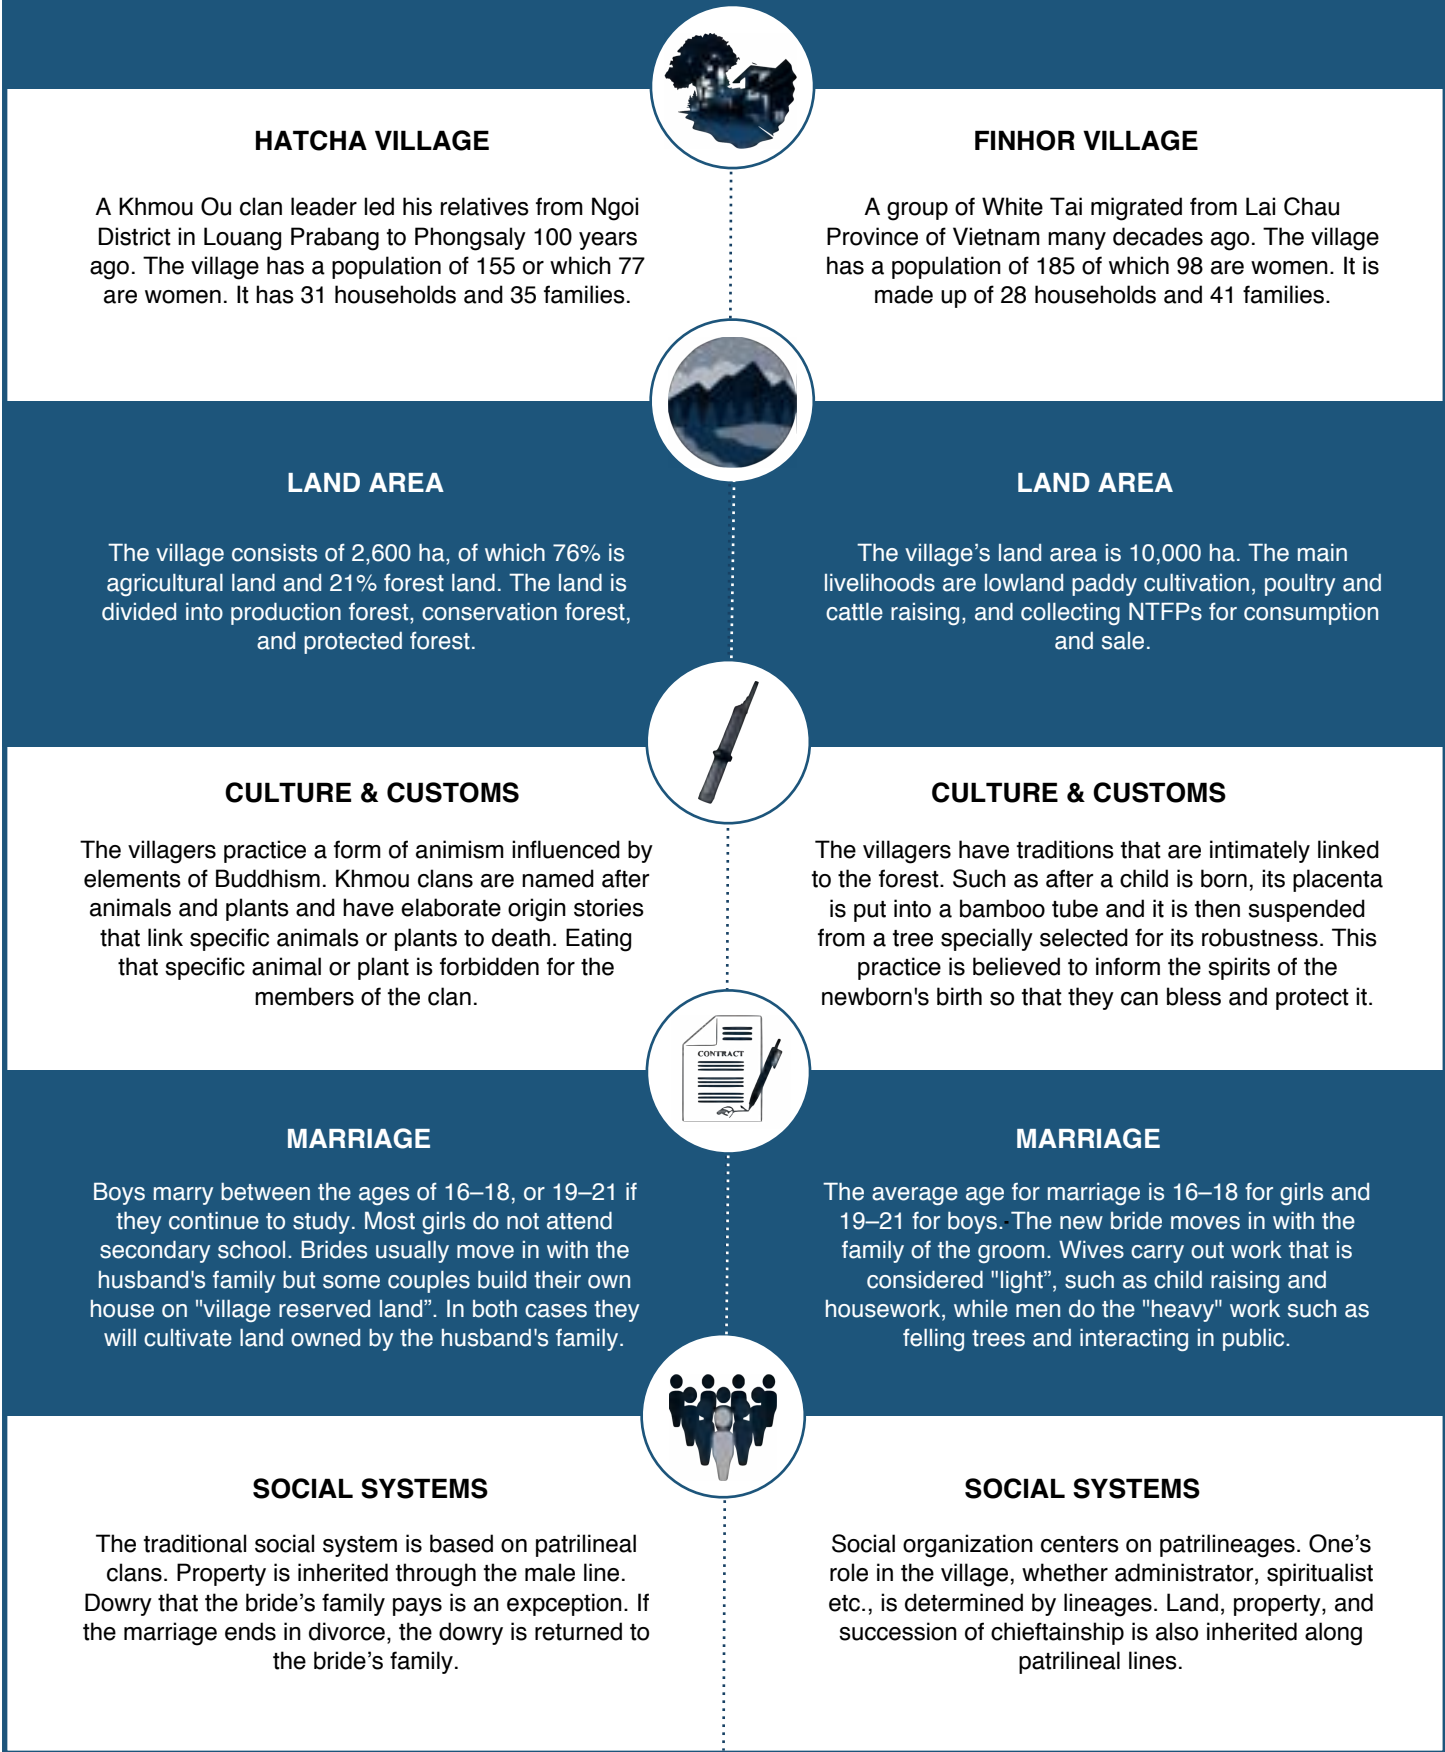 HATCHA VILLAGE
A Khmou Ou clan leader led his relatives from Ngoi
District in Louang Prabang to Phongsaly 100 years
ago. The village has a population of 155 or which 77
are women. It has 31 households and 35 families.
FINHOR VILLAGE
A group of White Tai migrated from Lai Chau
Province of Vietnam many decades ago. The village
has a population of 185 of which 98 are women. It is
made up of 28 households and 41 families.
LAND AREA
The village consists of 2,600 ha, of which 76% is
agricultural land and 21% forest land. The land is
divided into production forest, conservation forest,
and protected forest.
LAND AREA
The village’s land area is 10,000 ha. The main
livelihoods are lowland paddy cultivation, poultry and
cattle raising, and collecting NTFPs for consumption
and sale.
CULTURE & CUSTOMS
The villagers practice a form of animism influenced by
elements of Buddhism. Khmou clans are named after
animals and plants and have elaborate origin stories
that link specific animals or plants to death. Eating
that specific animal or plant is forbidden for the
members of the clan.
CULTURE & CUSTOMS
The villagers have traditions that are intimately linked
to the forest. Such as after a child is born, its placenta
is put into a bamboo tube and it is then suspended
from a tree specially selected for its robustness. This
practice is believed to inform the spirits of the
newborn's birth so that they can bless and protect it.
CONTRACT
MARRIAGE
Boys marry between the ages of 16–18, or 19–21 if
they continue to study. Most girls do not attend
secondary school. Brides usually move in with the
husband's family but some couples build their own
house on "village reserved land”. In both cases they
will cultivate land owned by the husband's family.
MARRIAGE
The average age for marriage is 16–18 for girls and
19–21 for boys. The new bride moves in with the
family of the groom. Wives carry out work that is
considered "light”, such as child raising and
housework, while men do the "heavy" work such as
felling trees and interacting in public.
SOCIAL SYSTEMS
The traditional social system is based on patrilineal
clans. Property is inherited through the male line.
Dowry that the bride’s family pays is an expception. If
the marriage ends in divorce, the dowry is returned to
the bride’s family.
SOCIAL SYSTEMS
Social organization centers on patrilineages. One’s
role in the village, whether administrator, spiritualist
etc., is determined by lineages. Land, property, and
succession of chieftainship is also inherited along
patrilineal lines.